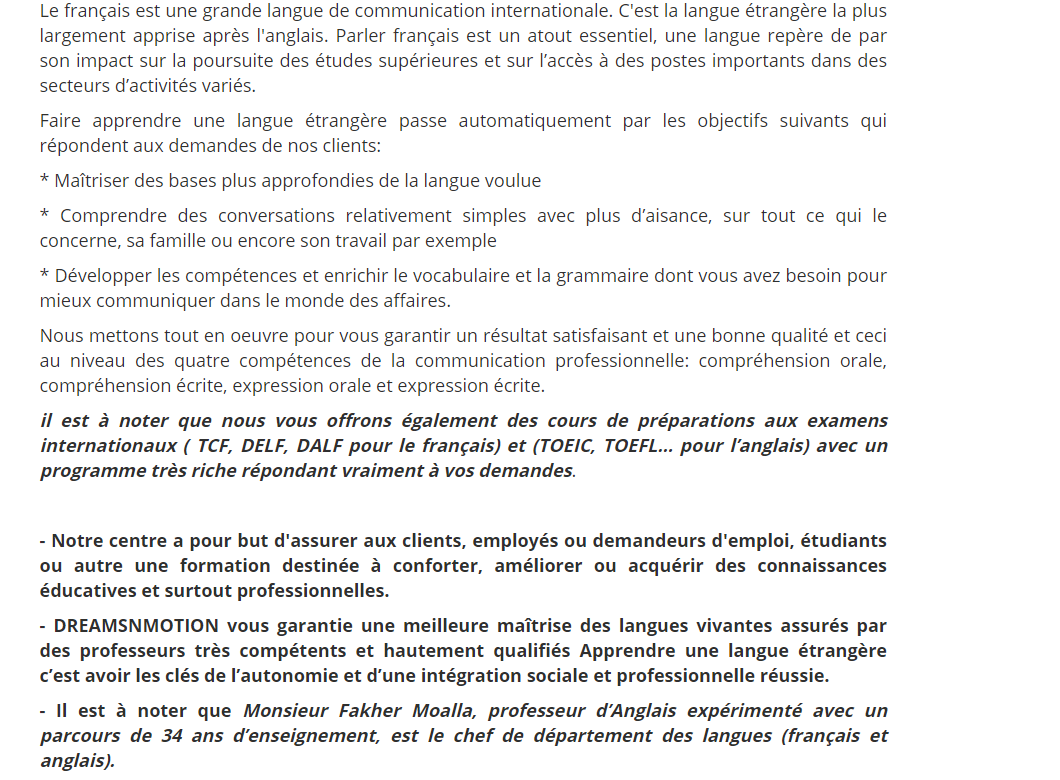 Le français est une grande langue de communication internationale. C'est la langue étrangère la plus
largement apprise après l'anglais. Parler français est un atout essentiel, une langue repère de par
son impact sur la poursuite des études supérieures et sur l’accès à des postes importants dans des
secteurs d’activités variés.
Faire apprendre une langue étrangère passe automatiquement par les objectifs suivants qui
répondent aux demandes de nos clients:
* Maîtriser des bases plus approfondies de la langue voulue
* Comprendre des conversations relativement simples avec plus d’aisance, sur tout ce qui le
concerne, sa famille ou encore son travail par exemple
* Développer les compétences et enrichir le vocabulaire et la grammaire dont vous avez besoin pour
mieux communiquer dans le monde des affaires.
Nous mettons tout en oeuvre pour vous garantir un résultat satisfaisant et une bonne qualité et ceci
au niveau des quatre compétences de la communication professionnelle: compréhension orale,
compréhension écrite, expression orale et expression écrite.
il est à noter que nous vous offrons également des cours de préparations aux examens
internationaux ( TCF, DELF, DALF pour le français) et (TOEIC, TOEFL... pour l’anglais) avec un
programme très riche répondant vraiment à vos demandes.
- Notre centre a pour but d'assurer aux clients, employés ou demandeurs d'emploi, étudiants
ou autre une formation destinée à conforter, améliorer ou acquérir des connaissances
éducatives et surtout professionnelles.
- DREAMSNMOTION vous garantie une meilleure maîtrise des langues vivantes assurés par
des professeurs très compétents et hautement qualifiés Apprendre une langue étrangère
c’est avoir les clés de l’autonomie et d’une intégration sociale et professionnelle réussie.
- Il est à noter que Monsieur Fakher Moalla, professeur d’Anglais expérimenté avec un
parcours de 34 ans d’enseignement, est le chef de département des langues (français et
anglais).